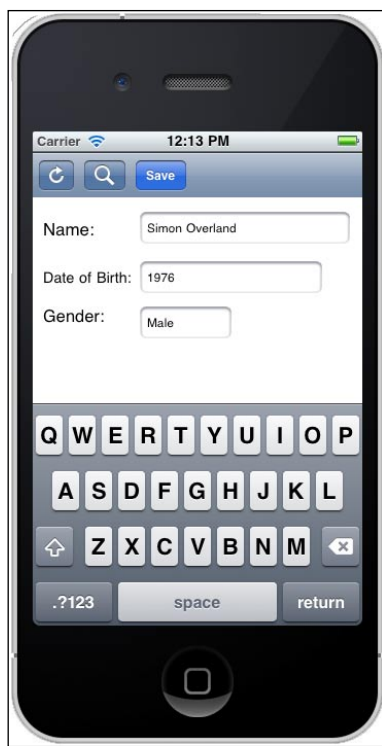 Carrier 12:13 PM
Save
Name: Simon Overland
Date of Birth: 1976
Gender: Male
Q W E R T Y U I O P
A S D F G H J K L
Z X C V B N M
.?123 space return